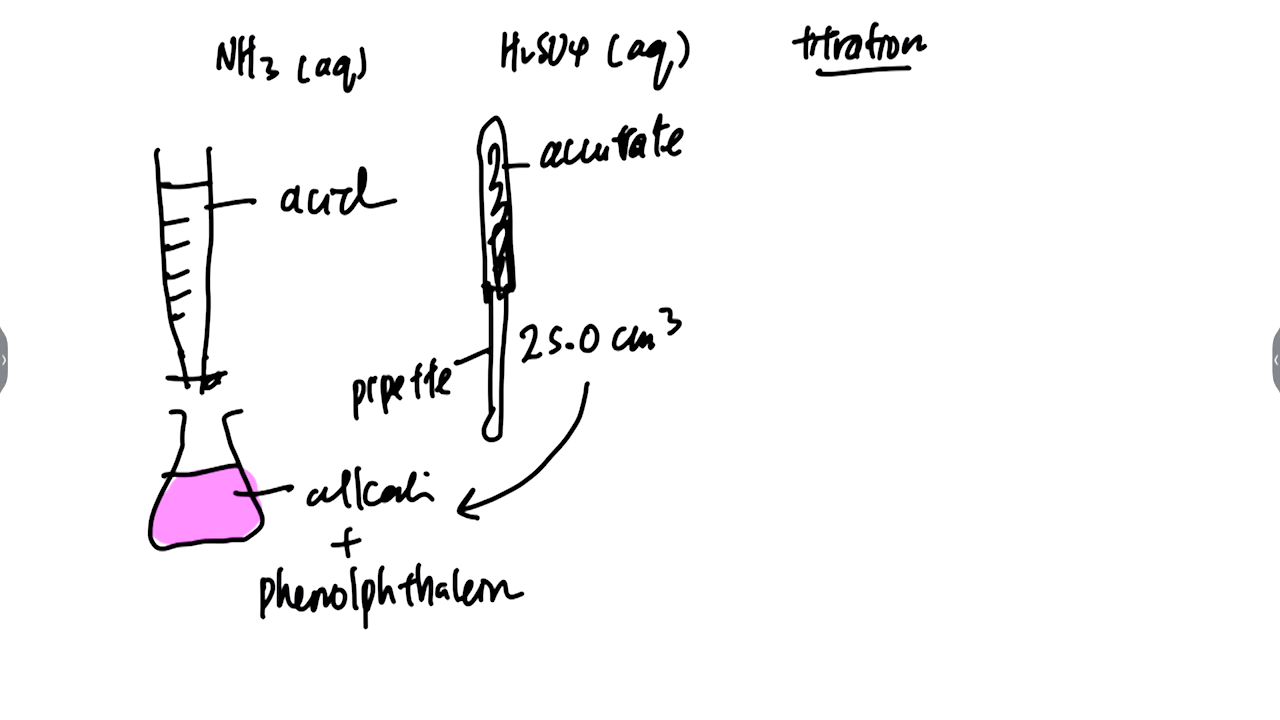 NH3 (aq)
H2SO4 (aq)
titration
accurate
acid
25.0 cm3
pipette
alkali
+
phenolphthalein